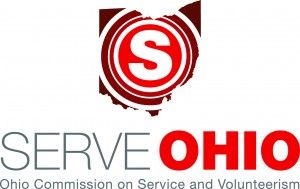 S
SERVE OHIO
Ohio Commission on Service and Volunteerism